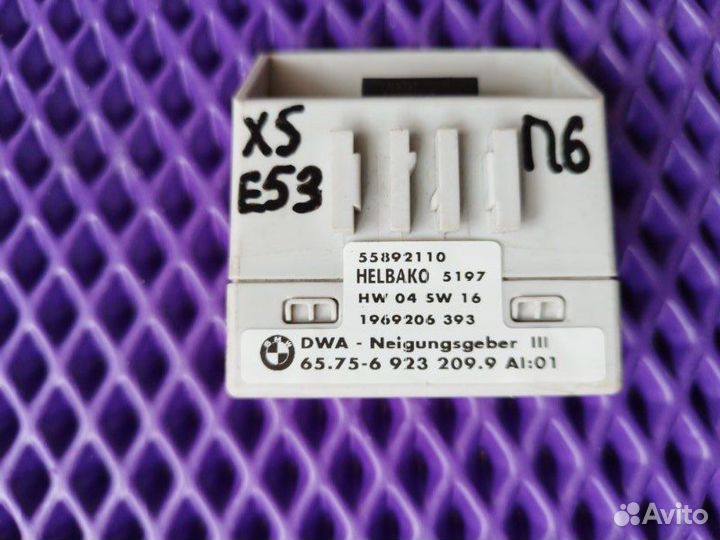 X5
E53
П6
55892110
HELBAKO 5197
HW 04 SW 16
1969206 393
BMW
DWA - Neigungsgeber III
65.75-6 923 209.9 AI:01
Avito